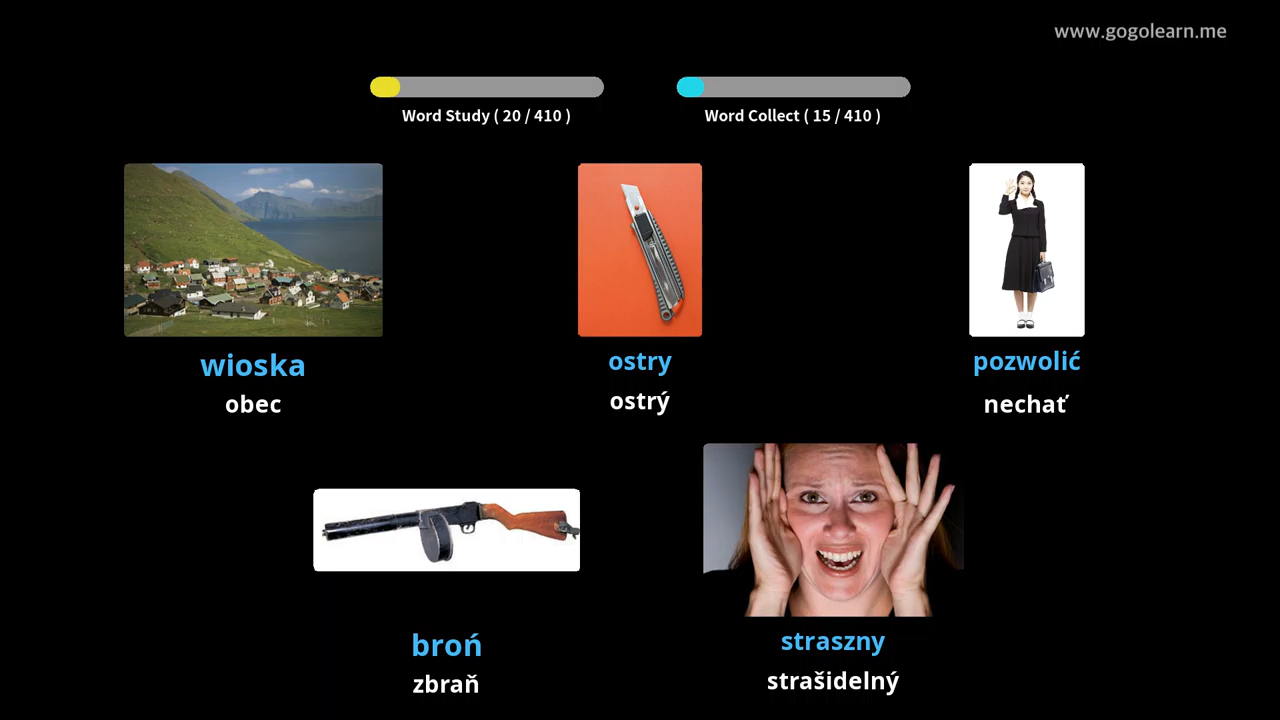 www.gogolearn.me
Word Study ( 20 / 410 )
Word Collect ( 15 / 410 )
wioska
obec
ostry
ostrý
pozwolić
nechať
broń
zbraň
straszny
strašidelný